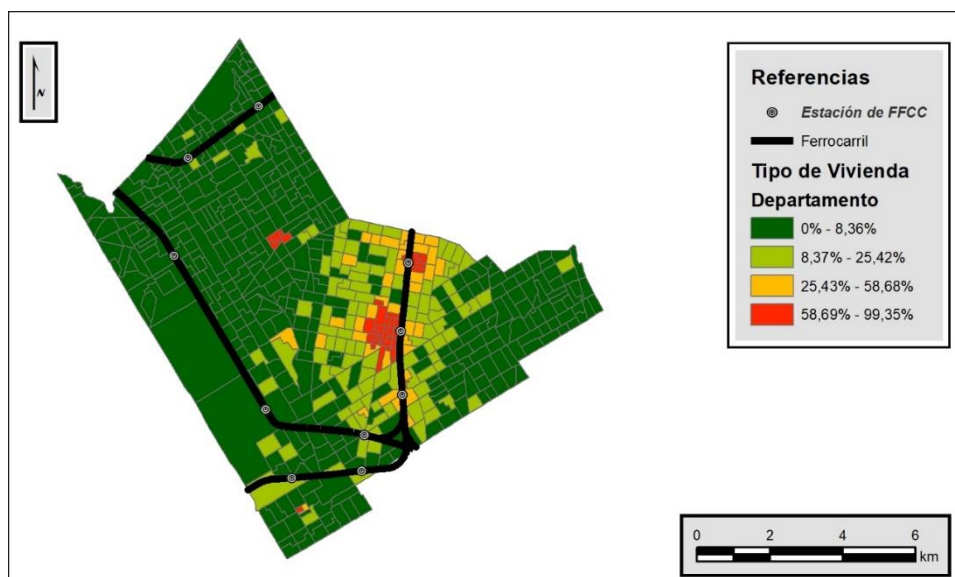 N
Referencias
Estación de FFCC
Ferrocarril
Tipo de Vivienda
Departamento
0% - 8,36%
8,37% - 25,42%
25,43% - 58,68%
58,69% - 99,35%
0 2 4 6
km